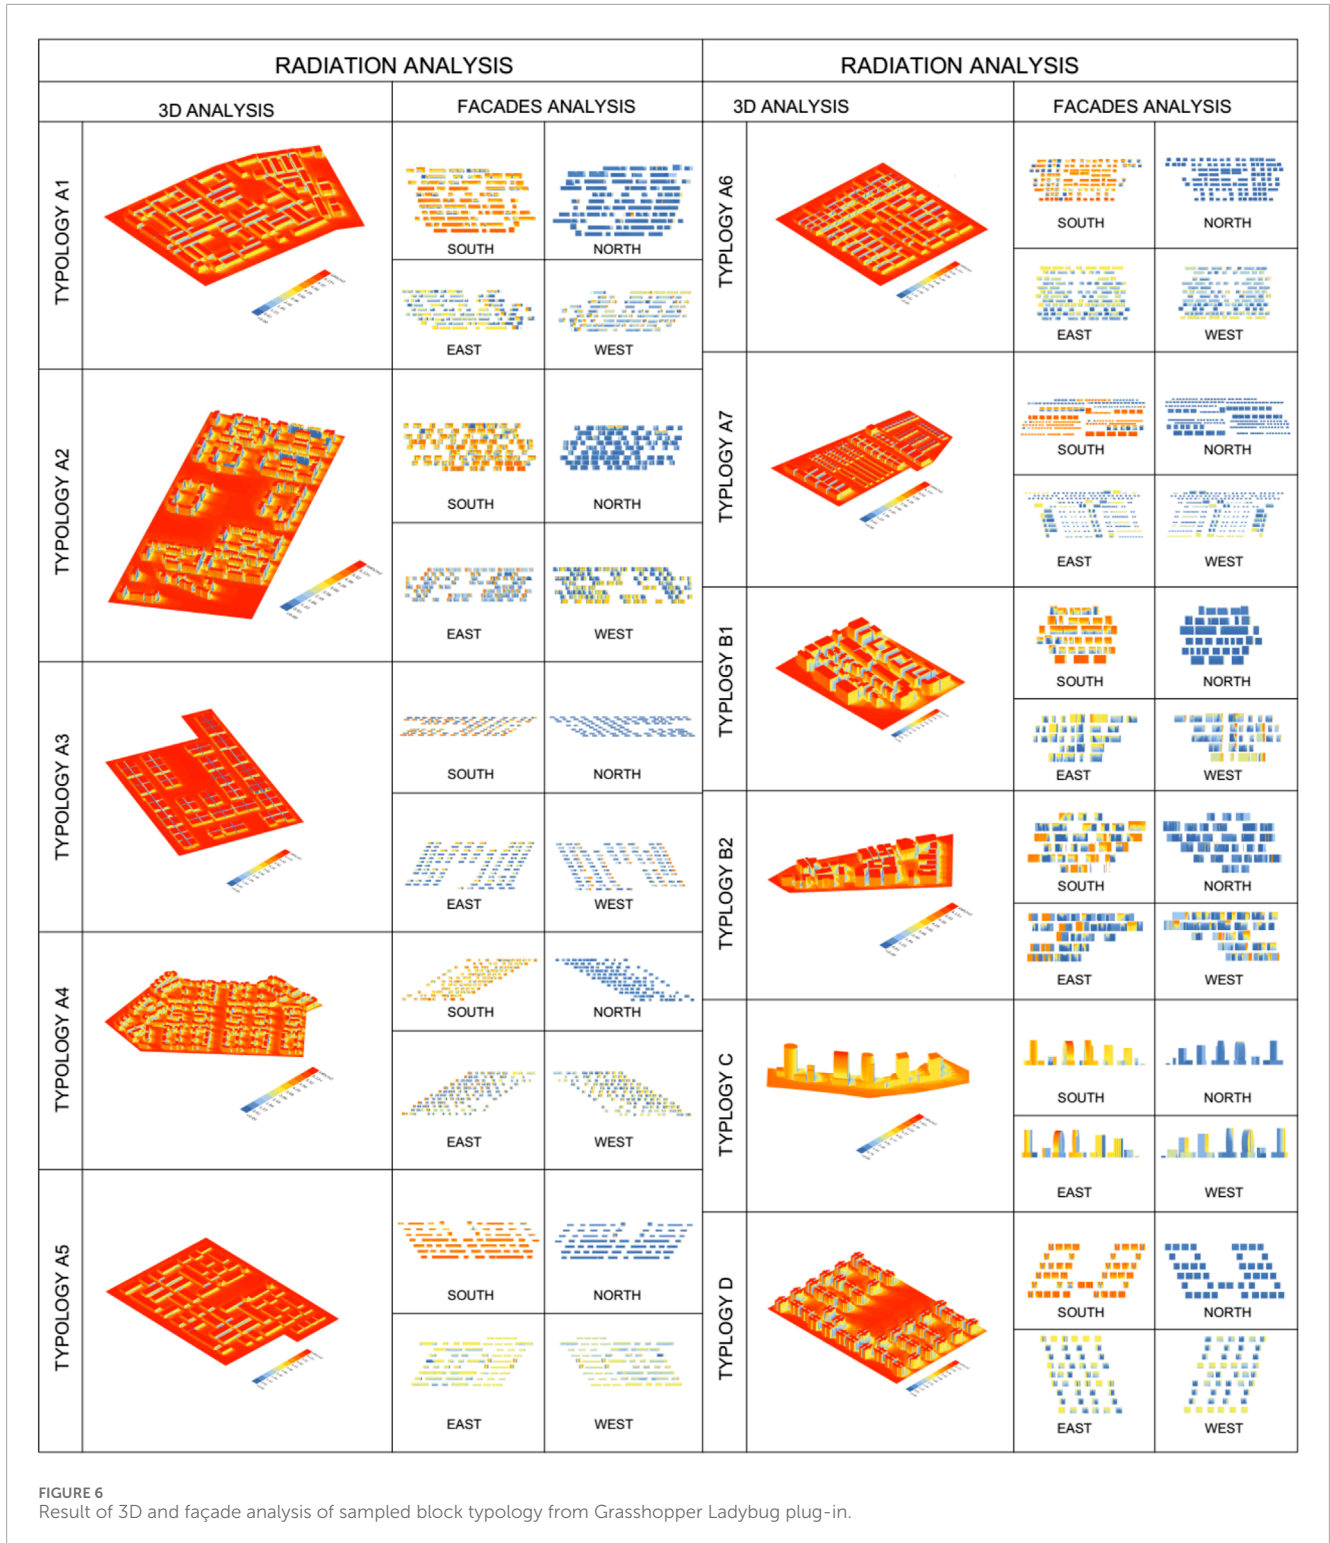 RADIATION ANALYSIS
3D ANALYSIS
FACADES ANALYSIS
TYPOLOGY A1
SOUTH
NORTH
EAST
WEST
TYPOLOGY A2
SOUTH
NORTH
EAST
WEST
TYPOLOGY A3
SOUTH
NORTH
EAST
WEST
TYPOLOGY A4
SOUTH
NORTH
EAST
WEST
TYPOLOGY A5
SOUTH
NORTH
EAST
WEST
RADIATION ANALYSIS
3D ANALYSIS
FACADES ANALYSIS
TYPLOGY A6
SOUTH
NORTH
EAST
WEST
TYPLOGY A7
SOUTH
NORTH
EAST
WEST
TYPLOGY B1
SOUTH
NORTH
EAST
WEST
TYPLOGY B2
SOUTH
NORTH
EAST
WEST
TYPLOGY C
SOUTH
NORTH
EAST
WEST
TYPLOGY D
SOUTH
NORTH
EAST
WEST
FIGURE 6
Result of 3D and façade analysis of sampled block typology from Grasshopper Ladybug plug-in.